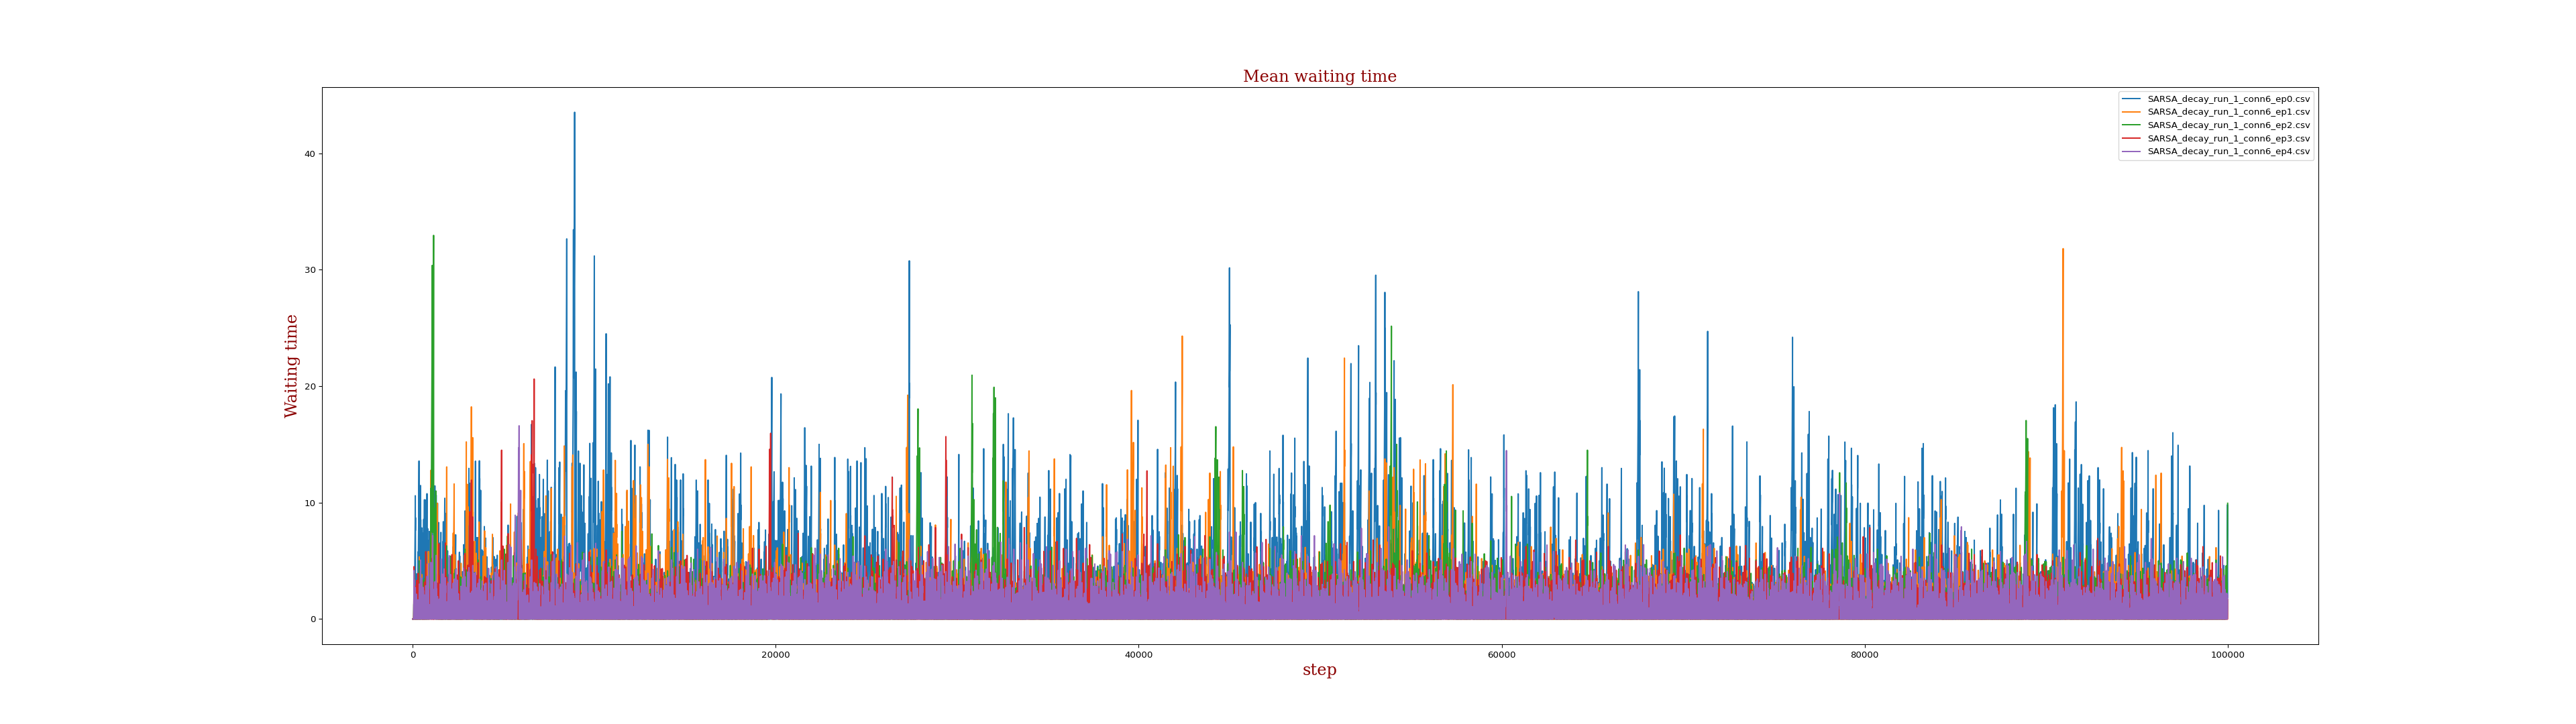 Mean waiting time
SARSA_decay_run_1_conn6_ep0.csv
SARSA_decay_run_1_conn6_ep1.csv
SARSA_decay_run_1_conn6_ep2.csv
SARSA_decay_run_1_conn6_ep3.csv
SARSA_decay_run_1_conn6_ep4.csv
40
30
20
10
0
Waiting time
0 20000 40000 60000 80000 100000
step